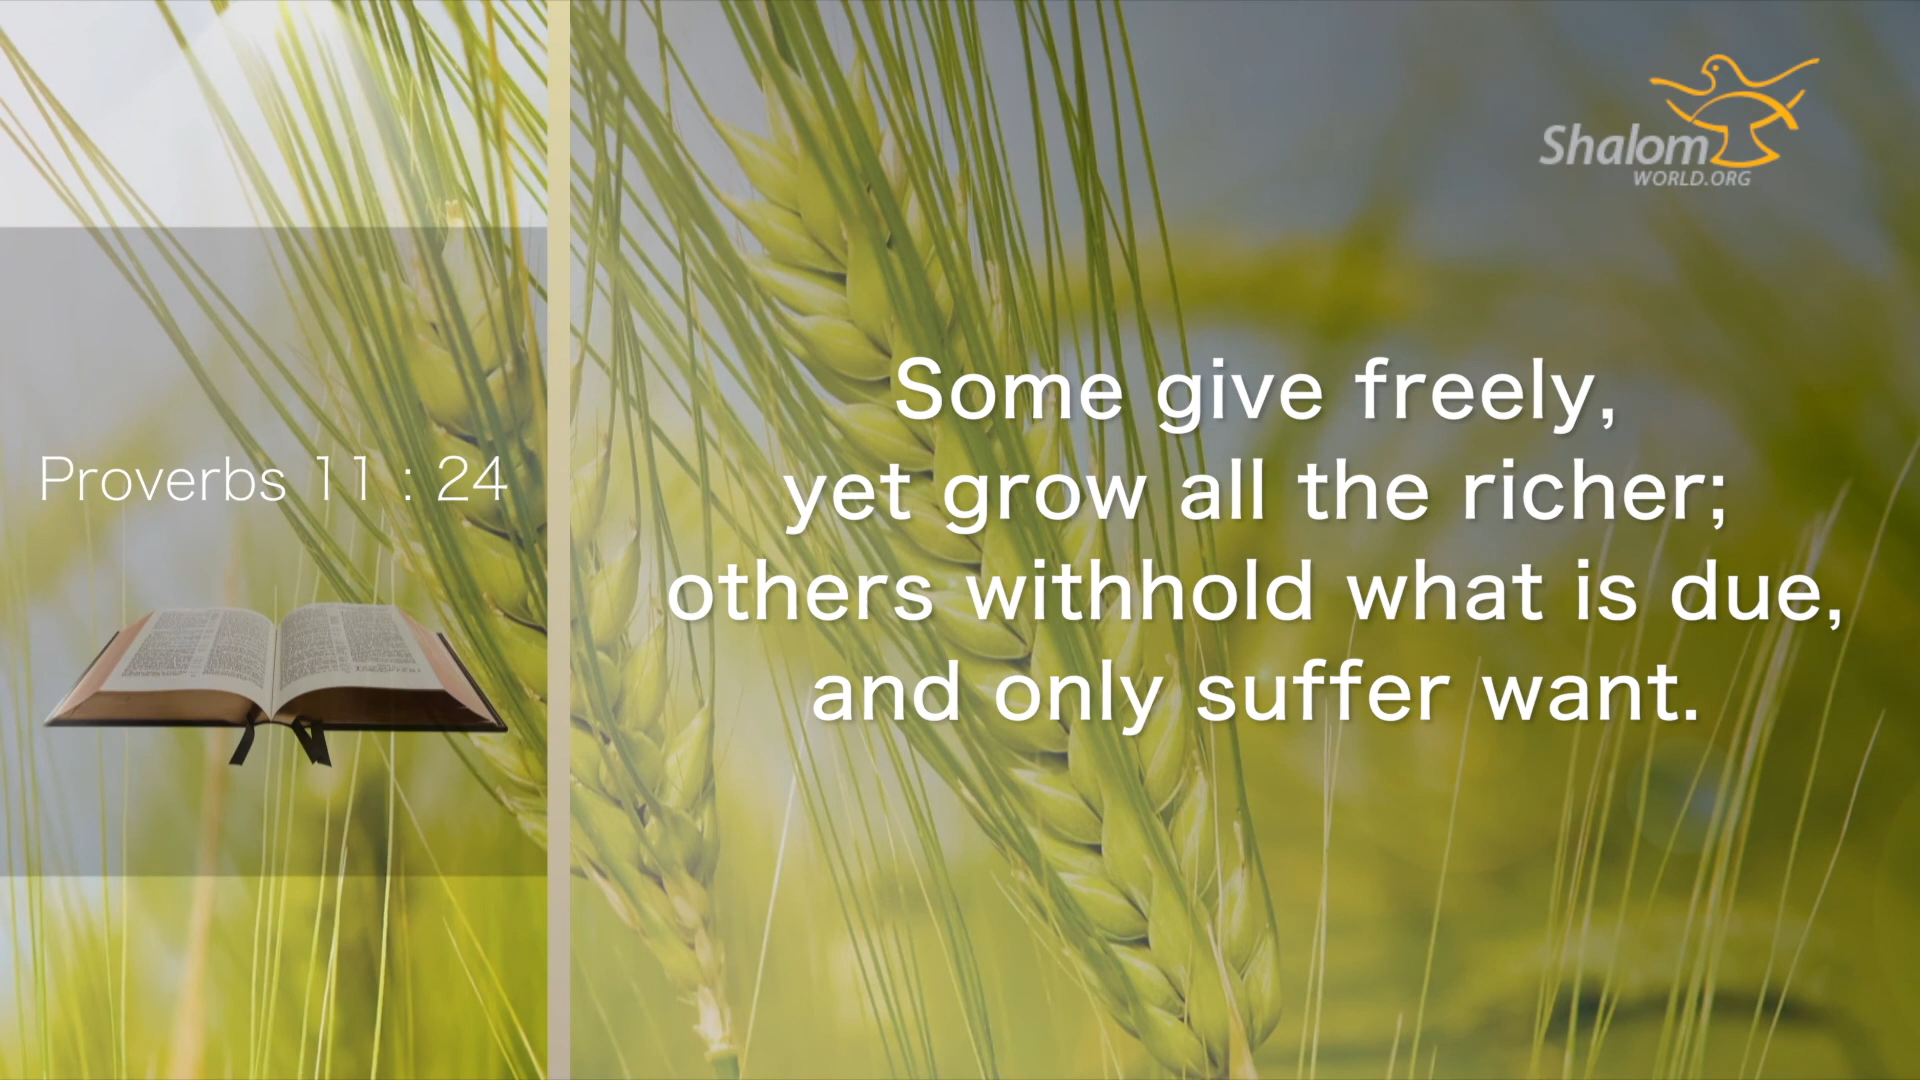 Shalom
WORLD.ORG
Proverbs 11 : 24
Some give freely,
yet grow all the richer;
others withhold what is due,
and only suffer want.